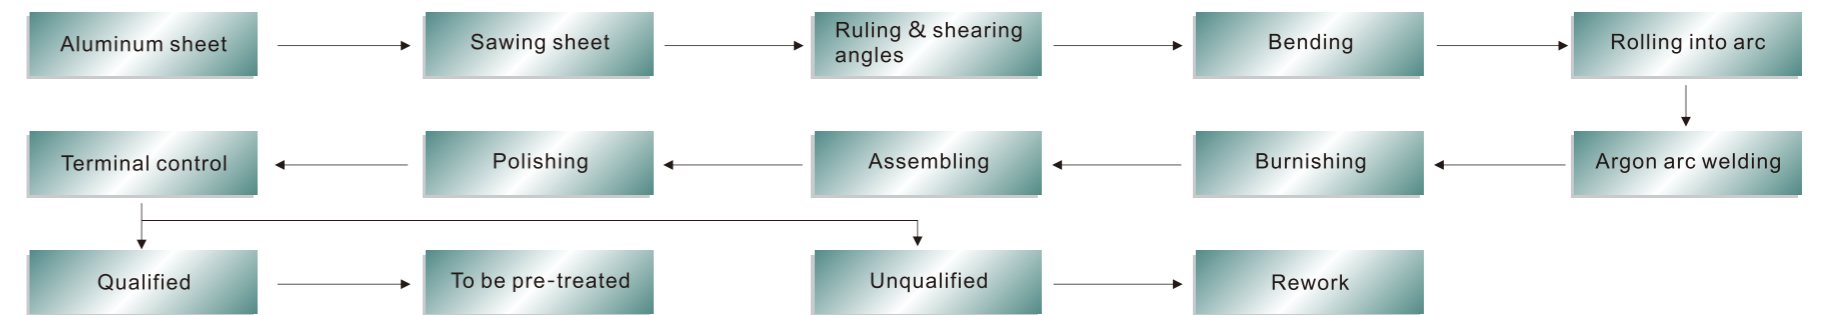 Aluminum sheet
Sawing sheet
Ruling & shearing
angles
Bending
Rolling into arc
Terminal control
Polishing
Assembling
Burnishing
Argon arc welding
Qualified
To be pre-treated
Unqualified
Rework